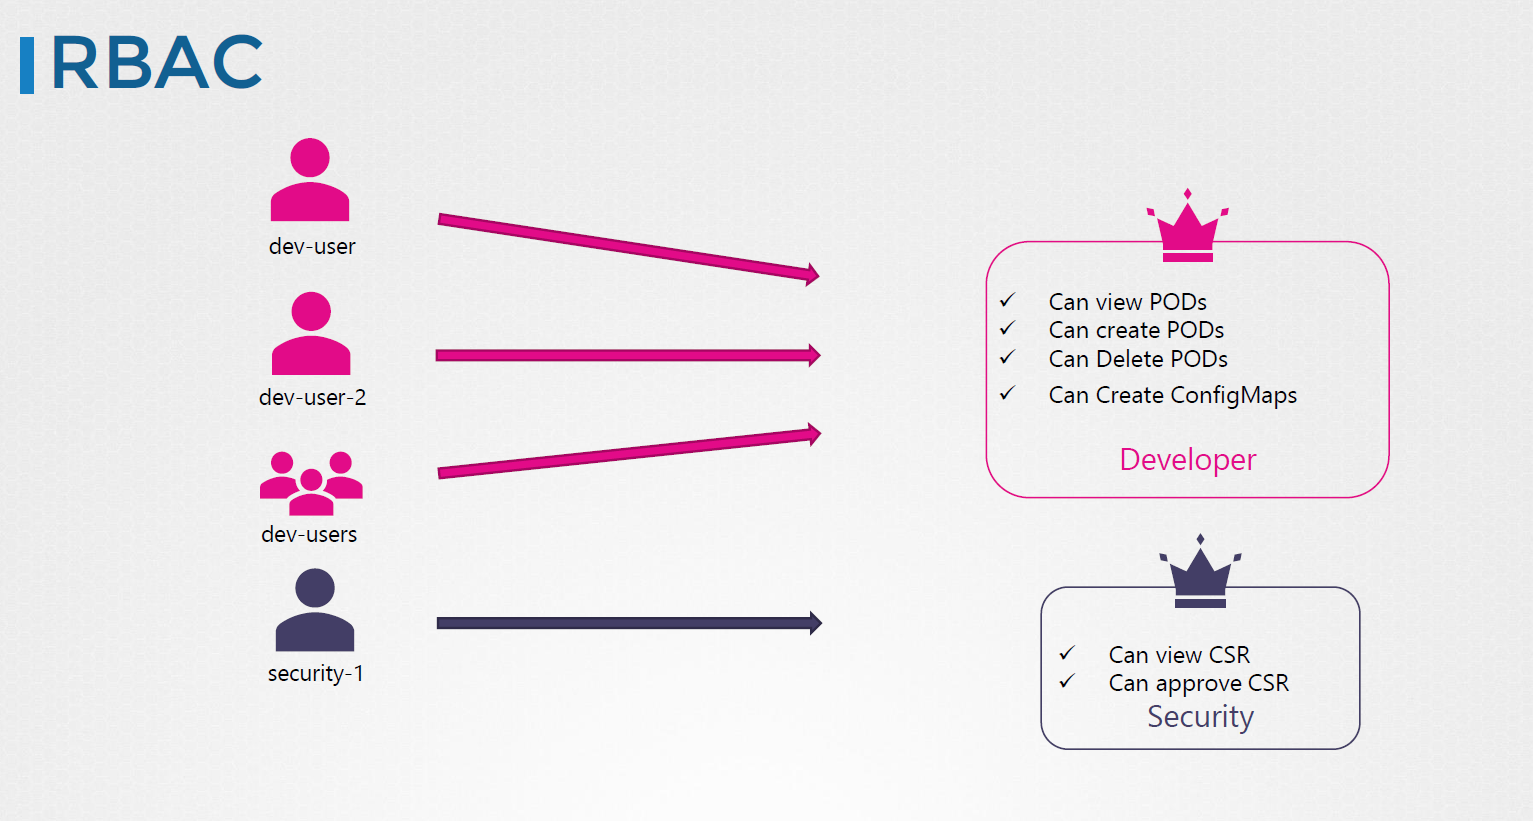 RBAC
dev-user
dev-user-2
dev-users
security-1
✓ Can view PODs
✓ Can create PODs
✓ Can Delete PODs
✓ Can Create ConfigMaps
Developer
✓ Can view CSR
✓ Can approve CSR
Security